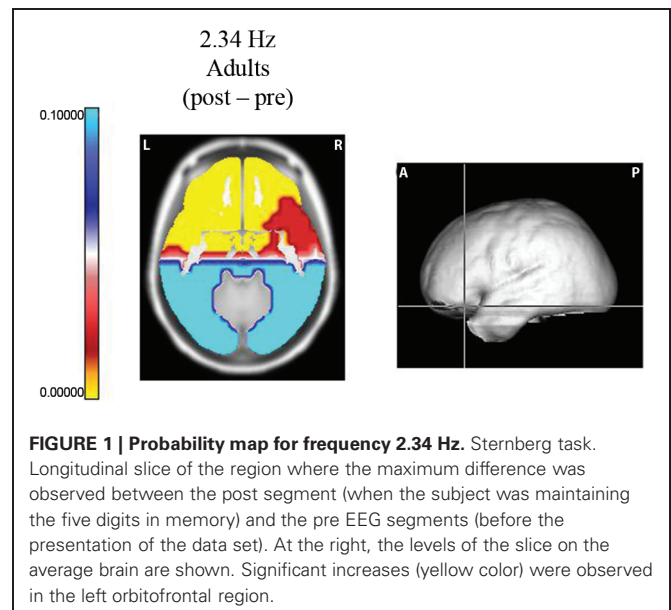 2.34 Hz
Adults
(post – pre)
0.10000
0.00000
L
R
A
P
FIGURE 1 | Probability map for frequency 2.34 Hz. Sternberg task.
Longitudinal slice of the region where the maximum difference was
observed between the post segment (when the subject was maintaining
the five digits in memory) and the pre EEG segments (before the
presentation of the data set). At the right, the levels of the slice on the
average brain are shown. Significant increases (yellow color) were observed
in the left orbitofrontal region.